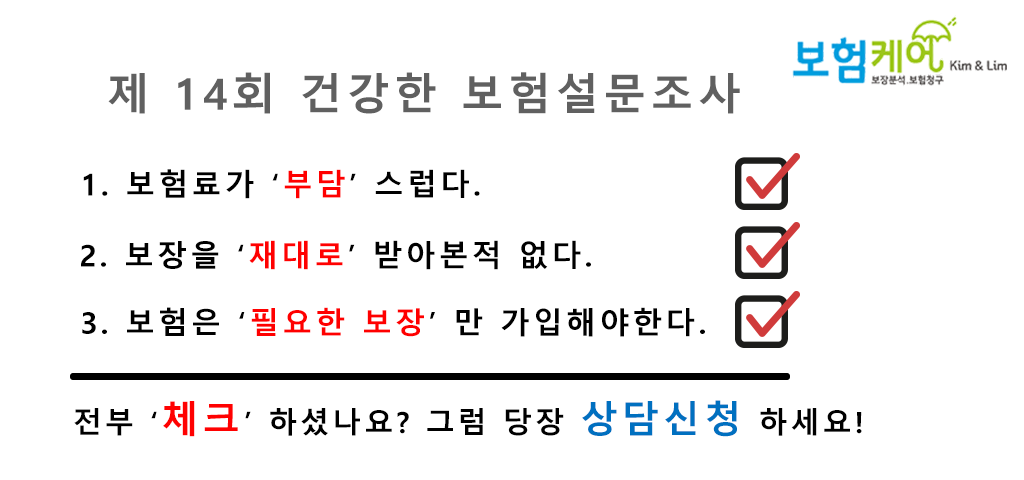 보험케어 Kim & Lim
보장분석.보험청구
제 14회 건강한 보험설문조사
1. 보험료가 ‘부담’ 스럽다.
2. 보장을 ‘재대로’ 받아본적 없다.
3. 보험은 ‘필요한 보장’ 만 가입해야한다.
전부 ‘체크’ 하셨나요? 그럼 당장 상담신청 하세요!